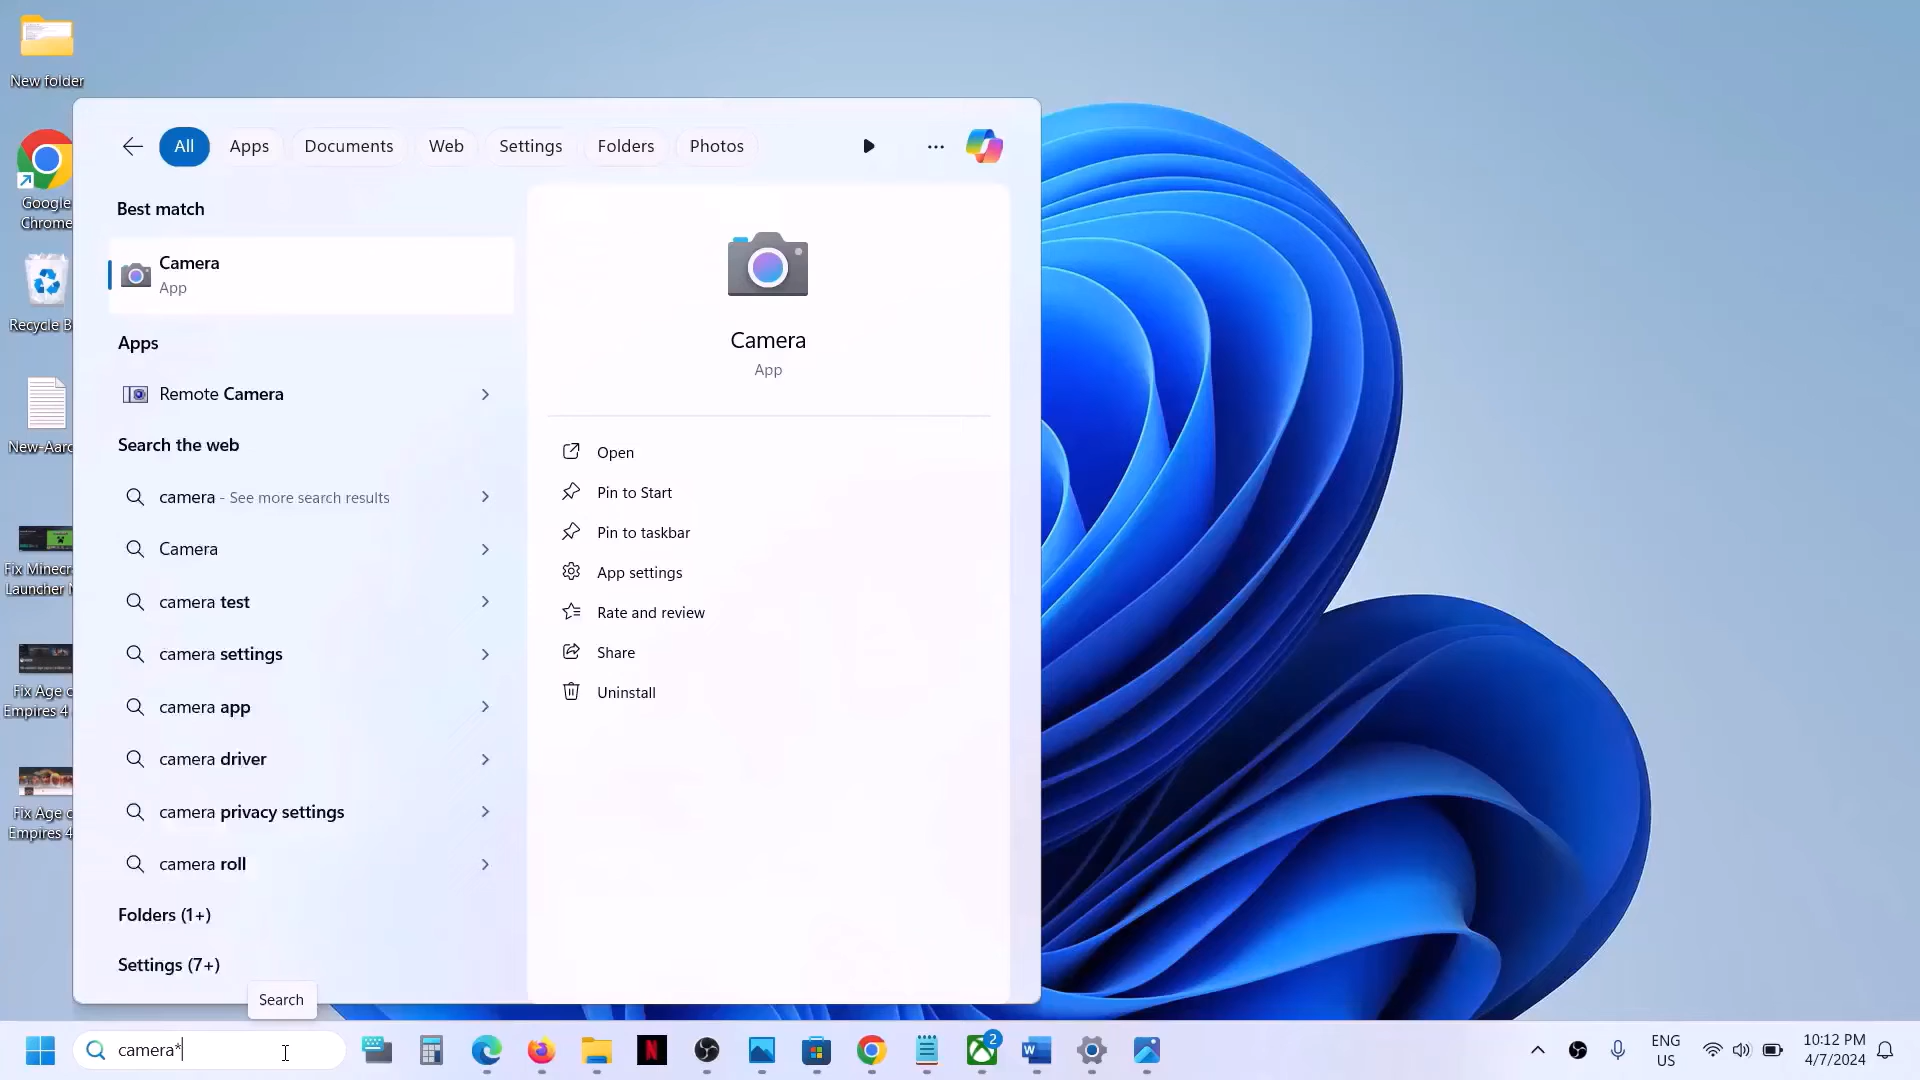 New folder
Google
Chrome
Recycle B
New-Aarc
Fix Minecr
Launcher
Fix Age
Empires 4
Fix Age
Empires 4
All
Apps
Documents
Web
Settings
Folders
Photos
Best match
Camera
App
Apps
Remote Camera
Search the web
camera - See more search results
Camera
camera test
camera settings
camera app
camera driver
camera privacy settings
camera roll
Folders (1+)
Settings (7+)
Camera
App
Open
Pin to Start
Pin to taskbar
App settings
Rate and review
Share
Uninstall
Search
camera*
N
2
W
ENG
US
10:12 PM
4/7/2024